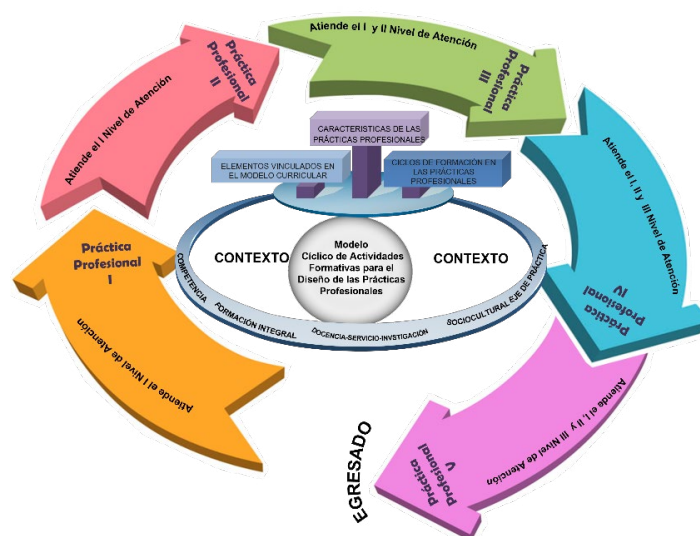 Atiende el I y II Nivel de Atención
Práctica
Profesional
III
Atiende el I Nivel de Atención
Práctica
Profesional
II
CARACTERISTICAS DE LAS
PRÁCTICAS PROFESIONALES
ELEMENTOS VINCULADOS
EN EL MODELO CURRICULAR
CICLOS DE FORMACIÓN EN
LAS PRÁCTICAS
PROFESIONALES
Atiende el I, II y III Nivel de Atención
Práctica
Profesional
IV
Práctica
Profesional
I
Atiende el I Nivel de Atención
CONTEXTO
Modelo
Cíclico de Actividades
Formativas para el
Diseño de las Prácticas
Profesionales
CONTEXTO
COMPETENCIA
FORMACIÓN INTEGRAL
DOCENCIA-SERVICIO-INVSTIGACIÓN
SOCIOCULTURAL EJE DE PRÁCTICA
Atiende el I, II y III Nivel de Atención
Práctica
Profesional
V
EGRESADO